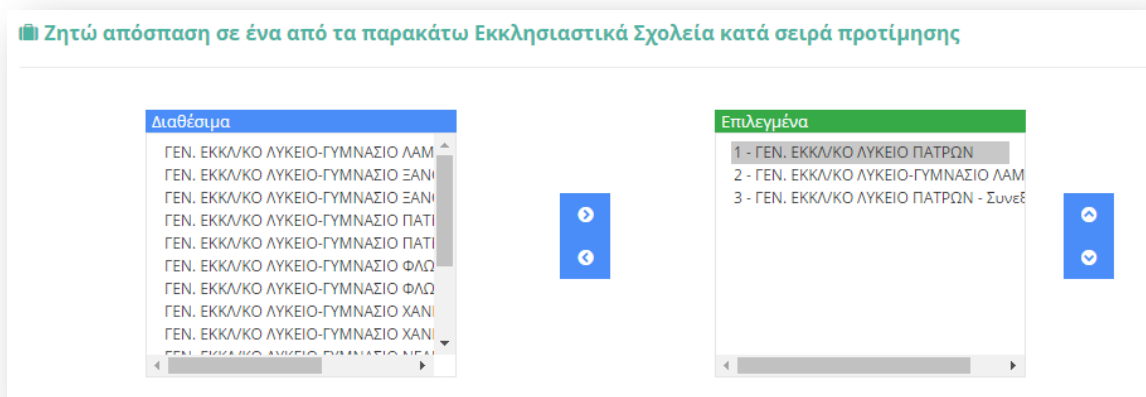 Ζητώ απόσπαση σε ένα από τα παρακάτω Εκκλησιαστικά Σχολεία κατά σειρά προτίμησης
Διαθέσιμα
ΓΕΝ. ΕΚΚΛ/ΚΟ ΛΥΚΕΙΟ-ΓΥΜΝΑΣΙΟ ΛΑΜ
ΓΕΝ. ΕΚΚΛ/ΚΟ ΛΥΚΕΙΟ-ΓΥΜΝΑΣΙΟ ΞΑΝ
ΓΕΝ. ΕΚΚΛ/ΚΟ ΛΥΚΕΙΟ-ΓΥΜΝΑΣΙΟ ΞΑΝ
ΓΕΝ. ΕΚΚΛ/ΚΟ ΛΥΚΕΙΟ-ΓΥΜΝΑΣΙΟ ΠΑΤ
ΓΕΝ. ΕΚΚΛ/ΚΟ ΛΥΚΕΙΟ-ΓΥΜΝΑΣΙΟ ΠΑΤ
ΓΕΝ. ΕΚΚΛ/ΚΟ ΛΥΚΕΙΟ-ΓΥΜΝΑΣΙΟ ΦΛΩ
ΓΕΝ. ΕΚΚΛ/ΚΟ ΛΥΚΕΙΟ-ΓΥΜΝΑΣΙΟ ΦΛΩ
ΓΕΝ. ΕΚΚΛ/ΚΟ ΛΥΚΕΙΟ-ΓΥΜΝΑΣΙΟ ΧΑΝ
ΓΕΝ. ΕΚΚΛ/ΚΟ ΛΥΚΕΙΟ-ΓΥΜΝΑΣΙΟ ΧΑΝ
Επιλεγμένα
1 - ΓΕΝ. ΕΚΚΛ/ΚΟ ΛΥΚΕΙΟ ΠΑΤΡΩΝ
2 - ΓΕΝ. ΕΚΚΛ/ΚΟ ΛΥΚΕΙΟ-ΓΥΜΝΑΣΙΟ ΛΑΜ
3 - ΓΕΝ. ΕΚΚΛ/ΚΟ ΛΥΚΕΙΟ ΠΑΤΡΩΝ - Συνεξ